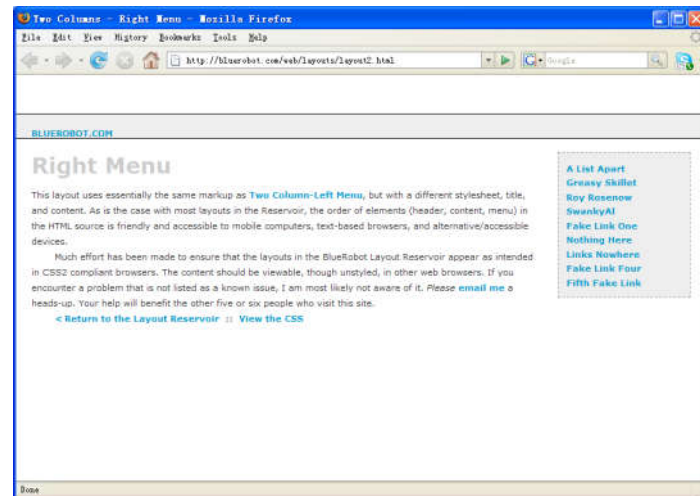 Two Columns - Right Menu - Mozilla Firefox
File Edit View History Bookmarks Tools Help
http://bluerobot.com/web/layouts/layout2.html
Google
BLUEROBOT.COM
Right Menu
This layout uses essentially the same markup as Two Column-Left Menu, but with a different stylesheet, title,
and content. As is the case with most layouts in the Reservoir, the order of elements (header, content, menu) in
the HTML source is friendly and accessible to mobile computers, text-based browsers, and alternative/accessible
devices.
Much effort has been made to ensure that the layouts in the BlueRobot Layout Reservoir appear as intended
in CSS2 compliant browsers. The content should be viewable, though unstyled, in other web browsers. If you
encounter a problem that is not listed as a known issue, I am most likely not aware of it. Please email me a
heads-up. Your help will benefit the other five or six people who visit this site.
< Return to the Layout Reservoir :: View the CSS
A List Apart
Greasy Skillet
Roy Rosenow
SwankyAI
Fake Link One
Nothing Here
Links Nowhere
Fake Link Four
Fifth Fake Link
Done